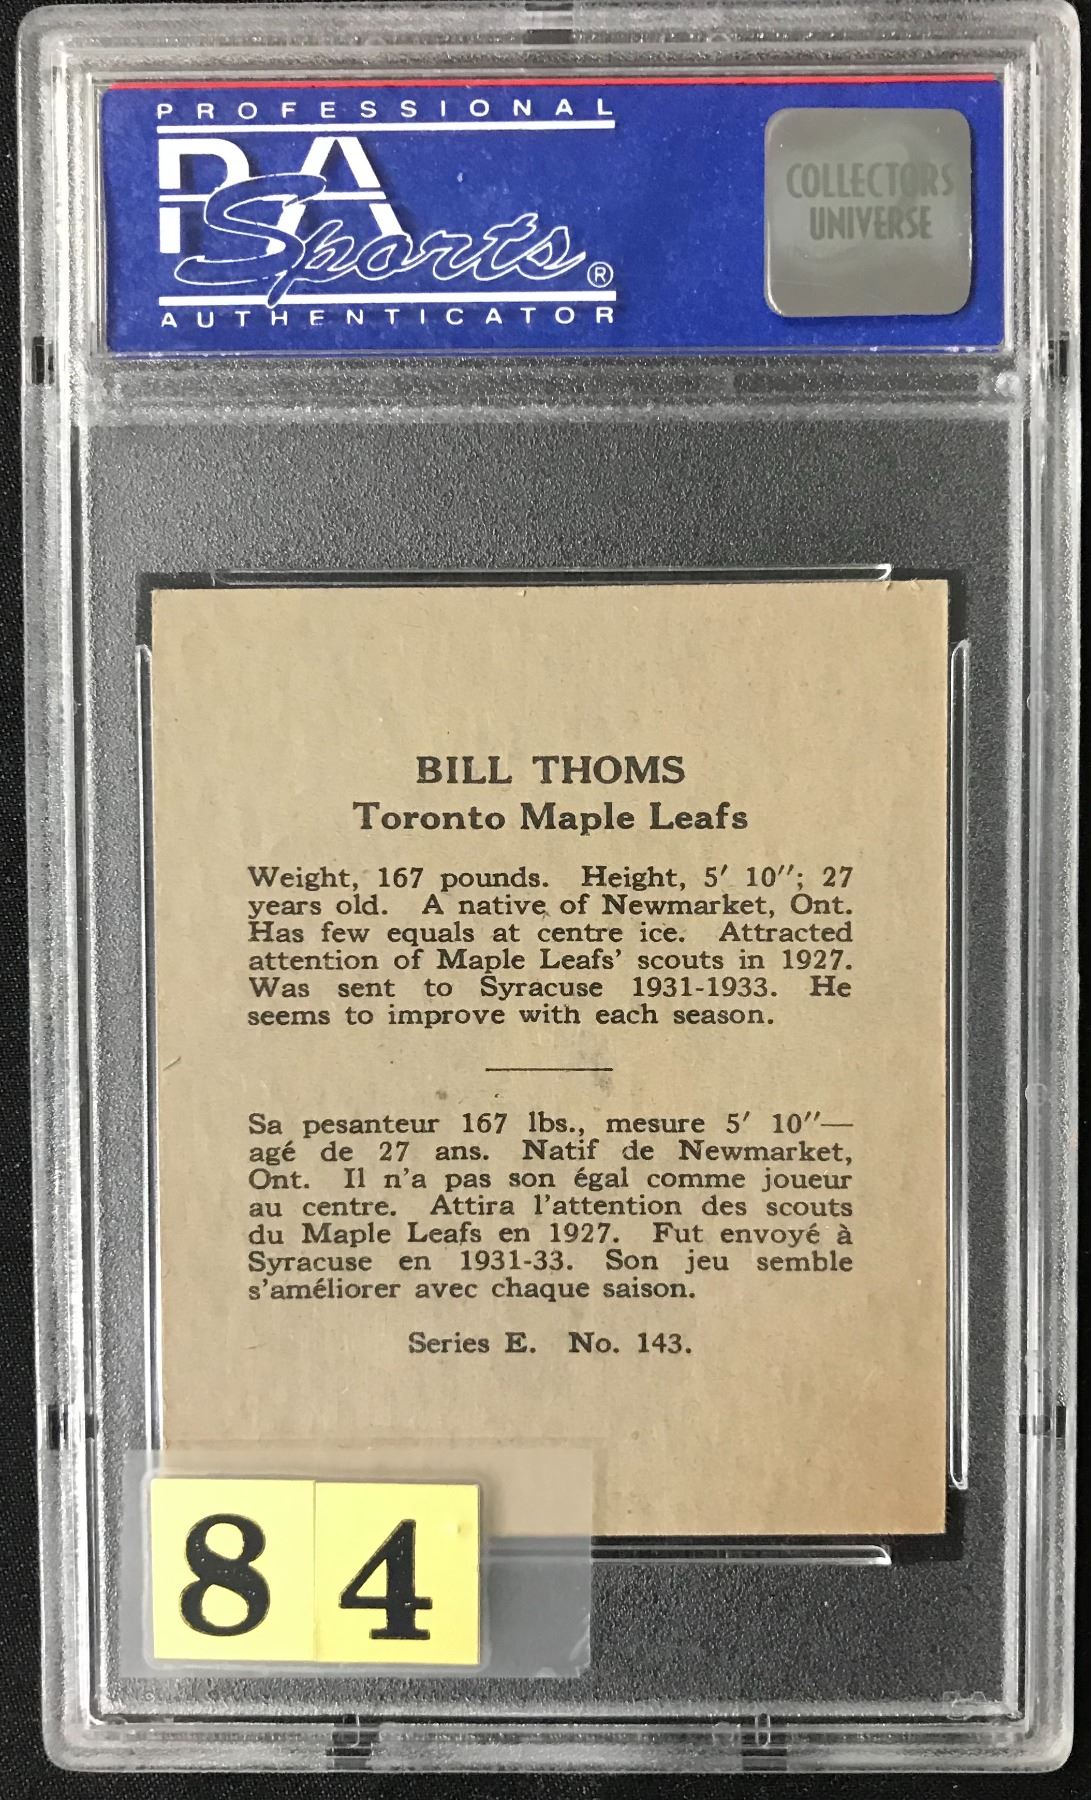 PROFESSIONAL
PSA
Sports®
AUTHENTICATOR
COLLECTORS
UNIVERSE
BILL THOMS
Toronto Maple Leafs
Weight, 167 pounds. Height, 5′ 10″; 27
years old. A native of Newmarket, Ont.
Has few equals at centre ice. Attracted
attention of Maple Leafs' scouts in 1927.
Was sent to Syracuse 1931-1933. He
seems to improve with each season.
Sa pesanteur 167 lbs., mesure 5′ 10″—
agé de 27 ans. Natif de Newmarket,
Ont. Il n'a pas son égal comme joueur
au centre. Attira l'attention des scouts
du Maple Leafs en 1927. Fut envoyé à
Syracuse en 1931-33. Son jeu semble
s'améliorer avec chaque saison.
Series E. No. 143.
84